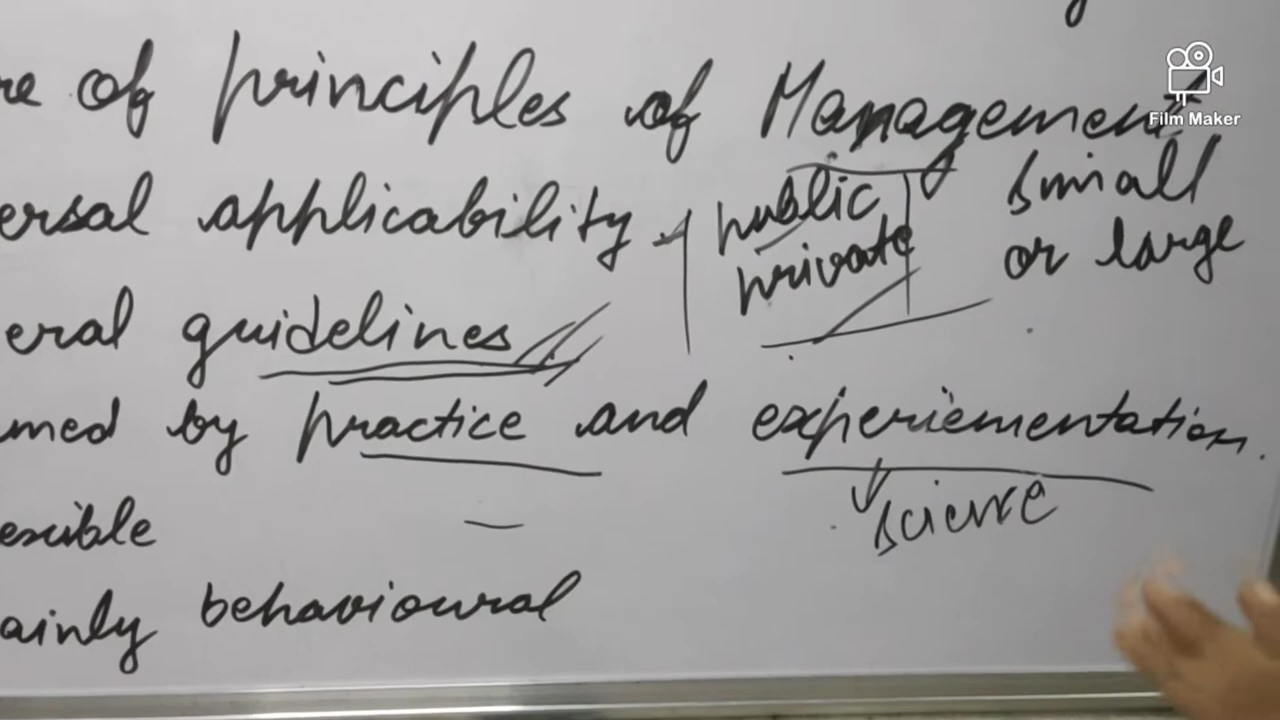 re of principles of Management
ersal applicability public small
private or large
eral guidelines
med by practice and experiementation.
science
exible
ainly behavioural
Film Maker